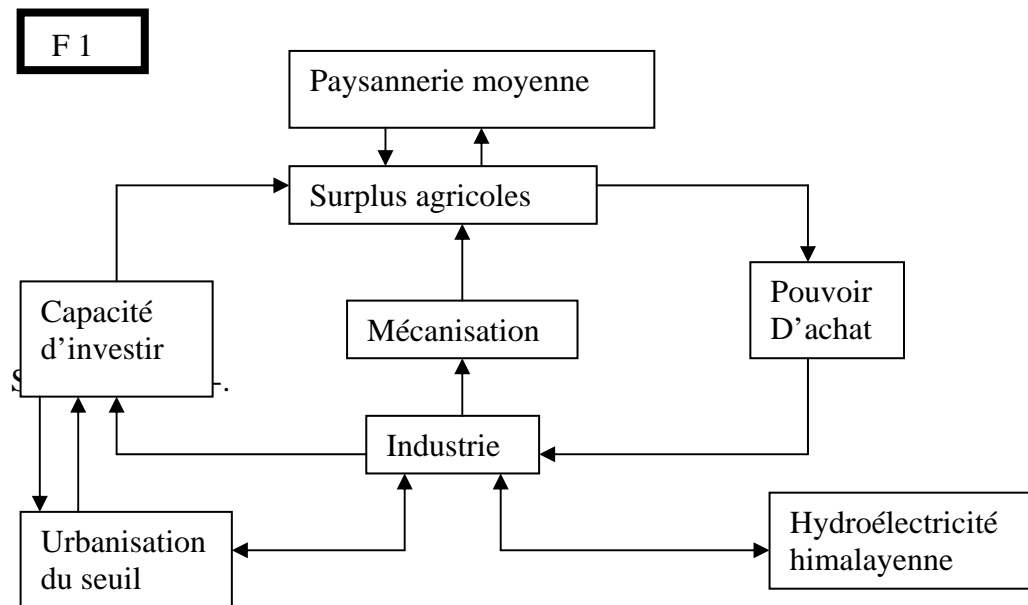 F 1
Paysannerie moyenne
Surplus agricoles
Capacité
d’investir
Mécanisation
Pouvoir
D’achat
Industrie
Urbanisation
du seuil
Hydroélectricité
himalayenne